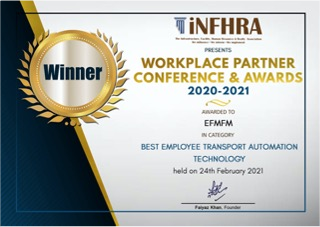 iNFHRA
PRESENTS
WORKPLACE PARTNER
CONFERENCE & AWARDS
2020-2021
AWARDED TO
EFMFM
IN CATEGORY
BEST EMPLOYEE TRANSPORT AUTOMATION
TECHNOLOGY
held on 24th February 2021
Faiyaz Khan, Founder
Winner